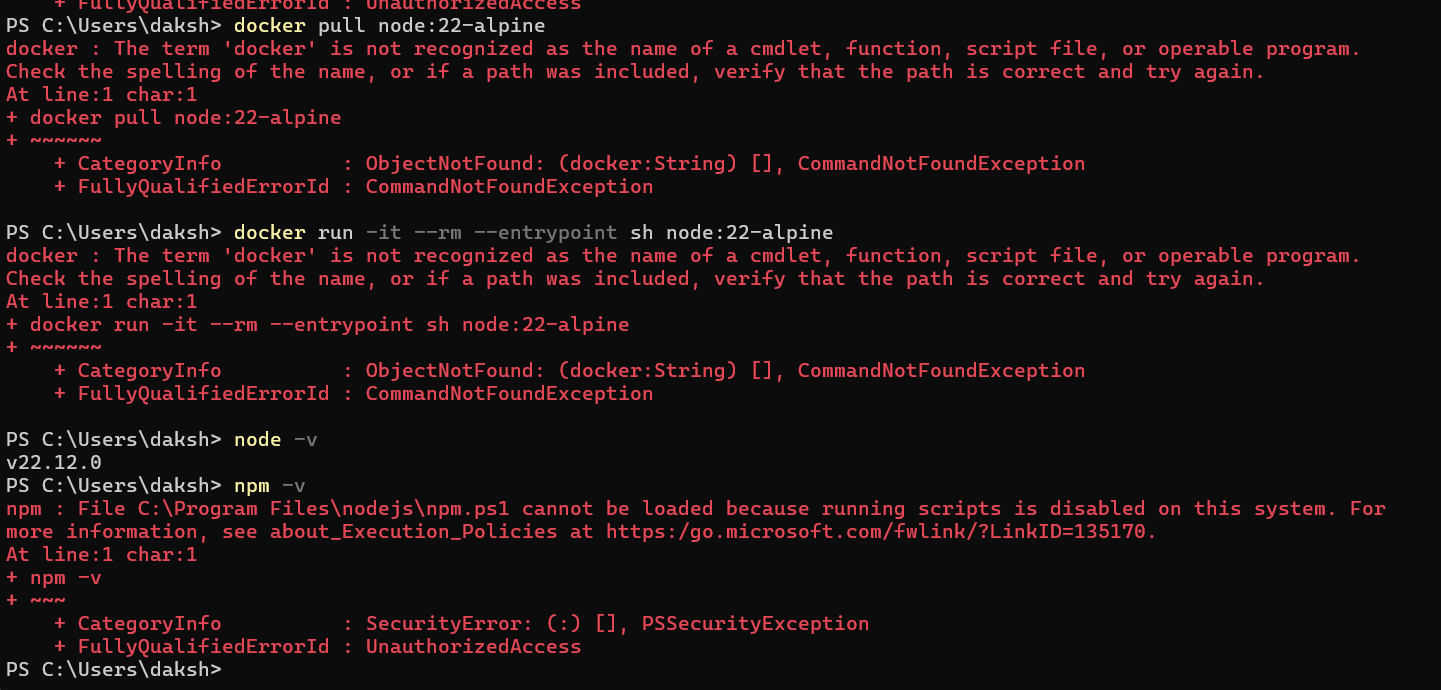 + FullyQualifiedErrorId : UnauthorizedAccess
PS C:\Users\daksh> docker pull node:22-alpine
docker : The term 'docker' is not recognized as the name of a cmdlet, function, script file, or operable program.
Check the spelling of the name, or if a path was included, verify that the path is correct and try again.
At line:1 char:1
+ docker pull node:22-alpine
+ ~~~~~~
    + CategoryInfo          : ObjectNotFound: (docker:String) [], CommandNotFoundException
    + FullyQualifiedErrorId : CommandNotFoundException

PS C:\Users\daksh> docker run -it --rm --entrypoint sh node:22-alpine
docker : The term 'docker' is not recognized as the name of a cmdlet, function, script file, or operable program.
Check the spelling of the name, or if a path was included, verify that the path is correct and try again.
At line:1 char:1
+ docker run -it --rm --entrypoint sh node:22-alpine
+ ~~~~~~
    + CategoryInfo          : ObjectNotFound: (docker:String) [], CommandNotFoundException
    + FullyQualifiedErrorId : CommandNotFoundException

PS C:\Users\daksh> node -v
v22.12.0
PS C:\Users\daksh> npm -v
npm : File C:\Program Files\nodejs\npm.ps1 cannot be loaded because running scripts is disabled on this system. For
more information, see about_Execution_Policies at https:/go.microsoft.com/fwlink/?LinkID=135170.
At line:1 char:1
+ npm -v
+ ~~~
    + CategoryInfo          : SecurityError: (:) [], PSSecurityException
    + FullyQualifiedErrorId : UnauthorizedAccess
PS C:\Users\daksh>